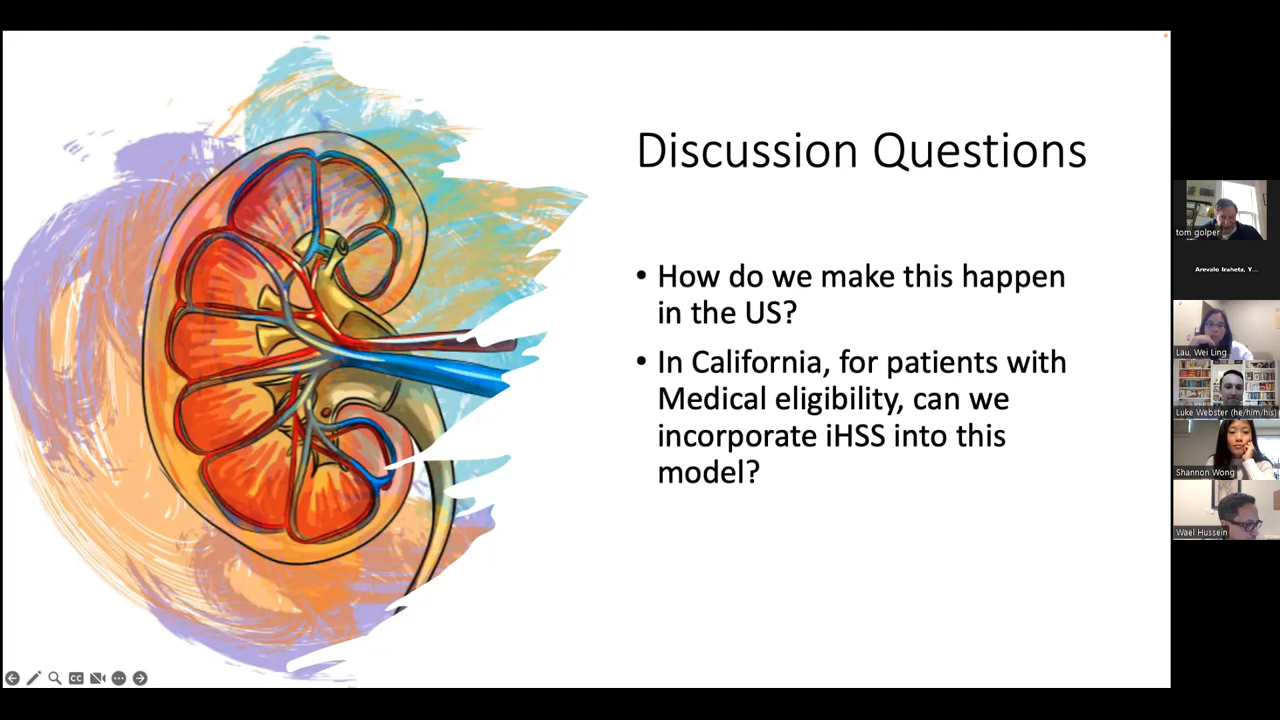 Discussion Questions
• How do we make this happen
in the US?
• In California, for patients with
Medical eligibility, can we
incorporate iHSS into this
model?
tom golper
Arevalo Iraheta, Y...
Lau, Wei Ling
Luke Webster (he/him/his)
Shannon Wong
Wael Hussein
CC